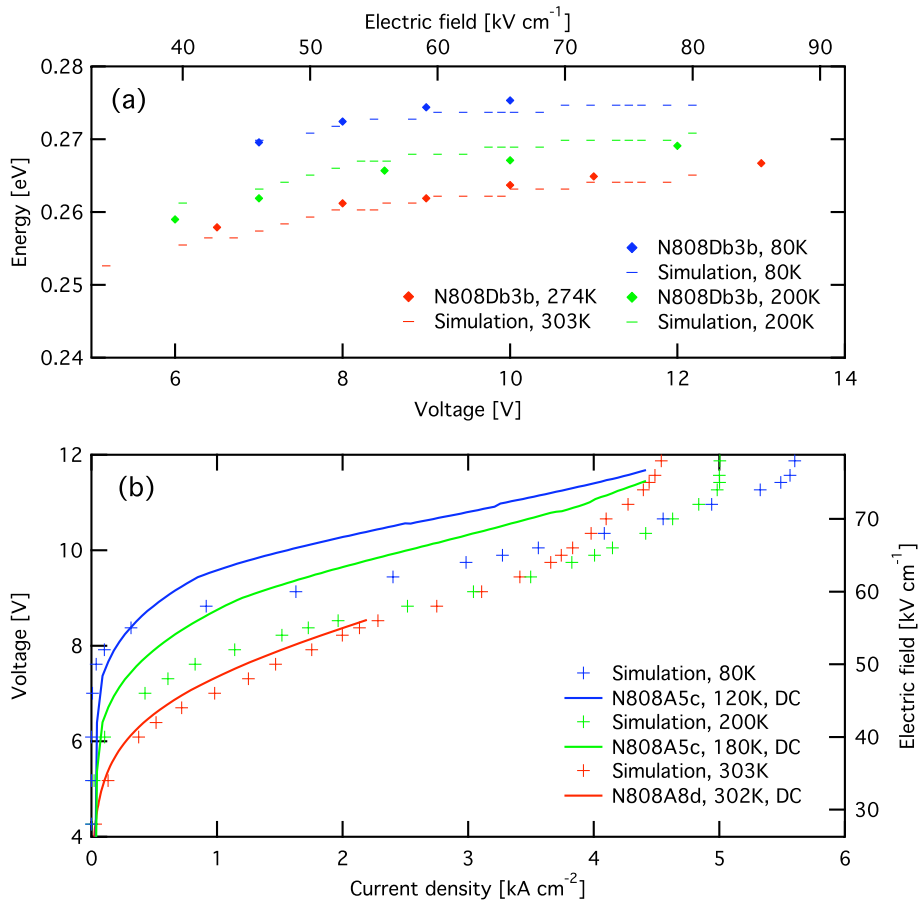 Electric field [kV cm⁻¹]
40 50 60 70 80 90
0.28
0.27
0.26
0.25
0.24
Energy [eV]
(a)
N808Db3b, 80K
Simulation, 80K
N808Db3b, 274K
N808Db3b, 200K
Simulation, 303K
Simulation, 200K
6 8 10 12 14
Voltage [V]
(b)
12
10
8
6
4
Voltage [V]
70
60
50
40
30
Electric field [kV cm⁻¹]
Simulation, 80K
N808A5c, 120K, DC
Simulation, 200K
N808A5c, 180K, DC
Simulation, 303K
N808A8d, 302K, DC
0 1 2 3 4 5 6
Current density [kA cm⁻²]